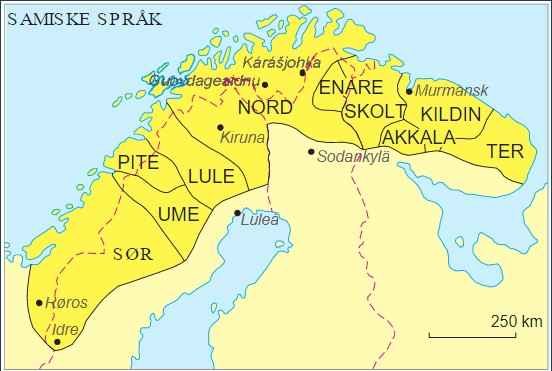 SAMISKE SPRÅK
Kárášjohka
Guovdageaidnu
ENARE
Murmansk
NORD
SKOLT
KILDIN
Kiruna
AKKALA
PITE
Sodankylä
TER
LULE
UME
Luleå
SØR
Røros
250 km
Idre